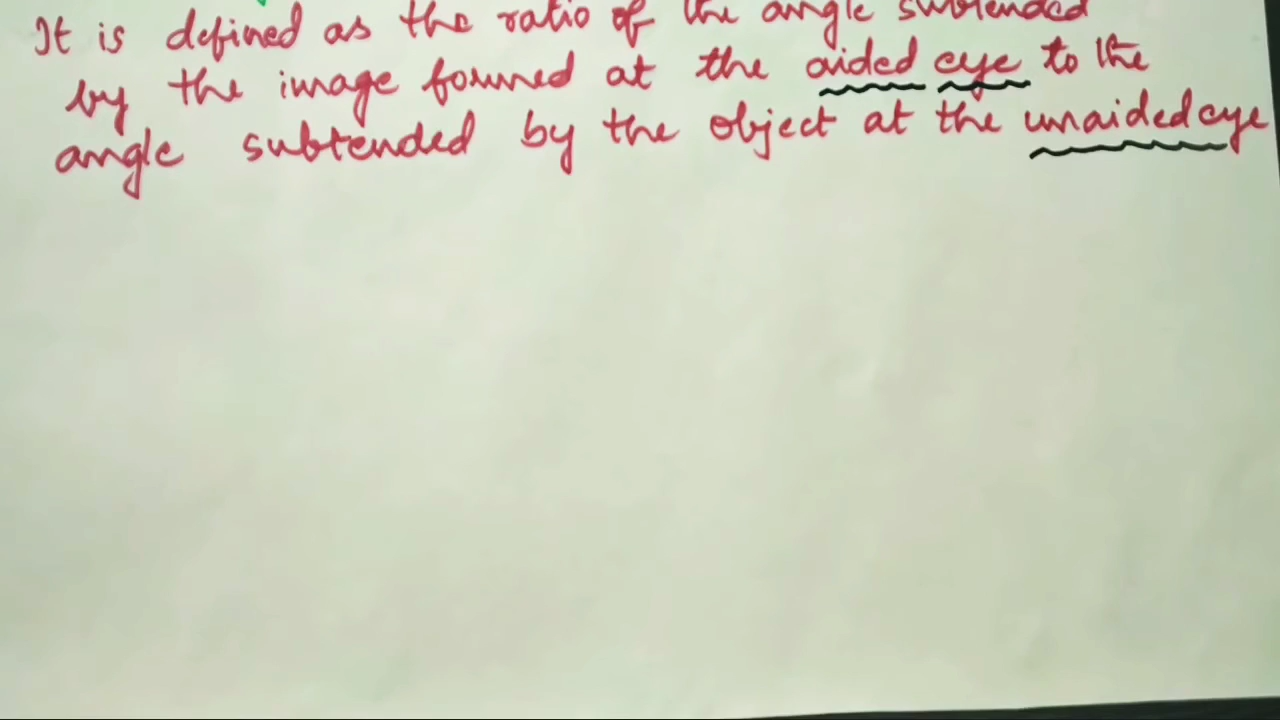 It is defined as the ratio of the angle subtended
by the image formed at the aided eye to the
angle subtended by the object at the unaided eye